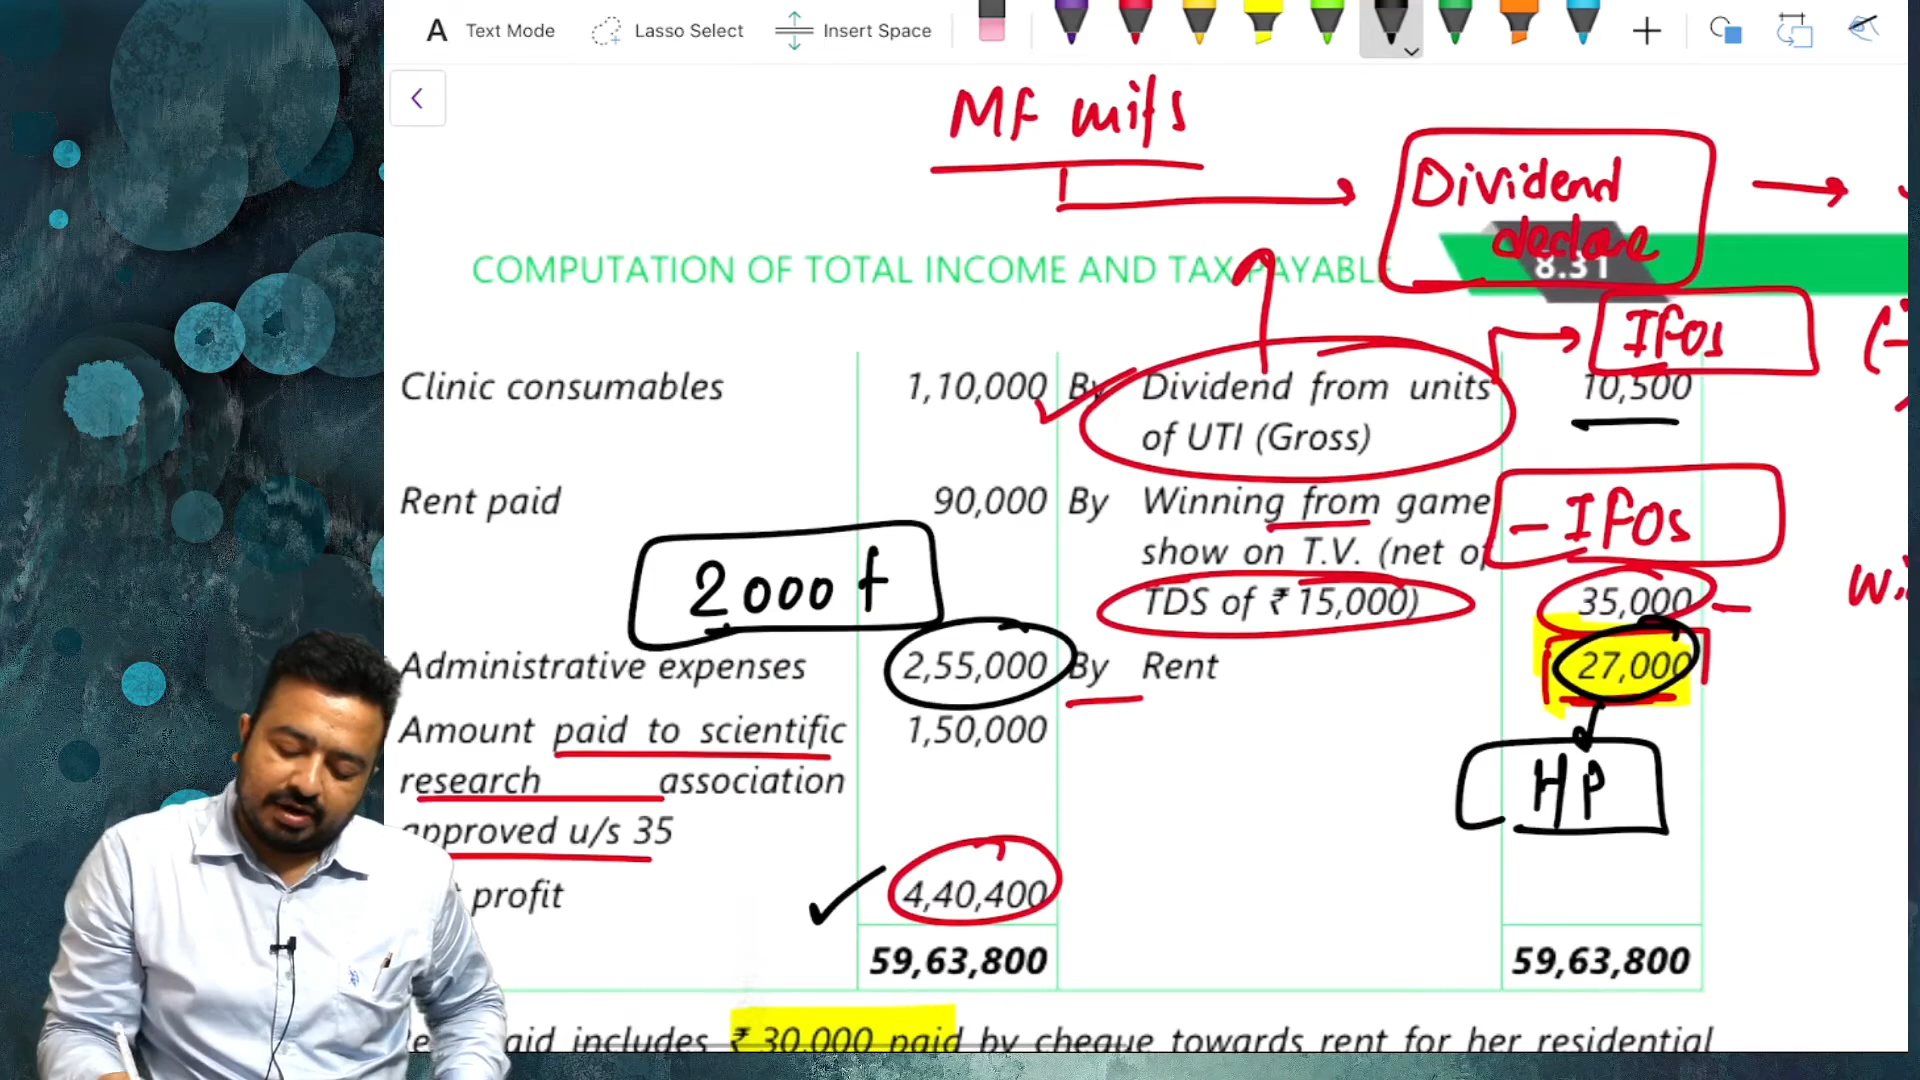 A Text Mode Lasso Select Insert Space
MF units
Dividend
declare
COMPUTATION OF TOTAL INCOME AND TAX PAYABLE 8.31
IFOS
Clinic consumables 1,10,000 By Dividend from units 10,500
of UTI (Gross)
Rent paid 90,000 By Winning from game
show on T.V. (net of
- IFOS
2000 f
TDS of ₹ 15,000) 35,000
Administrative expenses 2,55,000 By Rent 27,000
Amount paid to scientific 1,50,000
research association
approved u/s 35
HP
profit 4,40,400
59,63,800 59,63,800
aid includes ₹ 30,000 paid by cheque towards rent for her residential